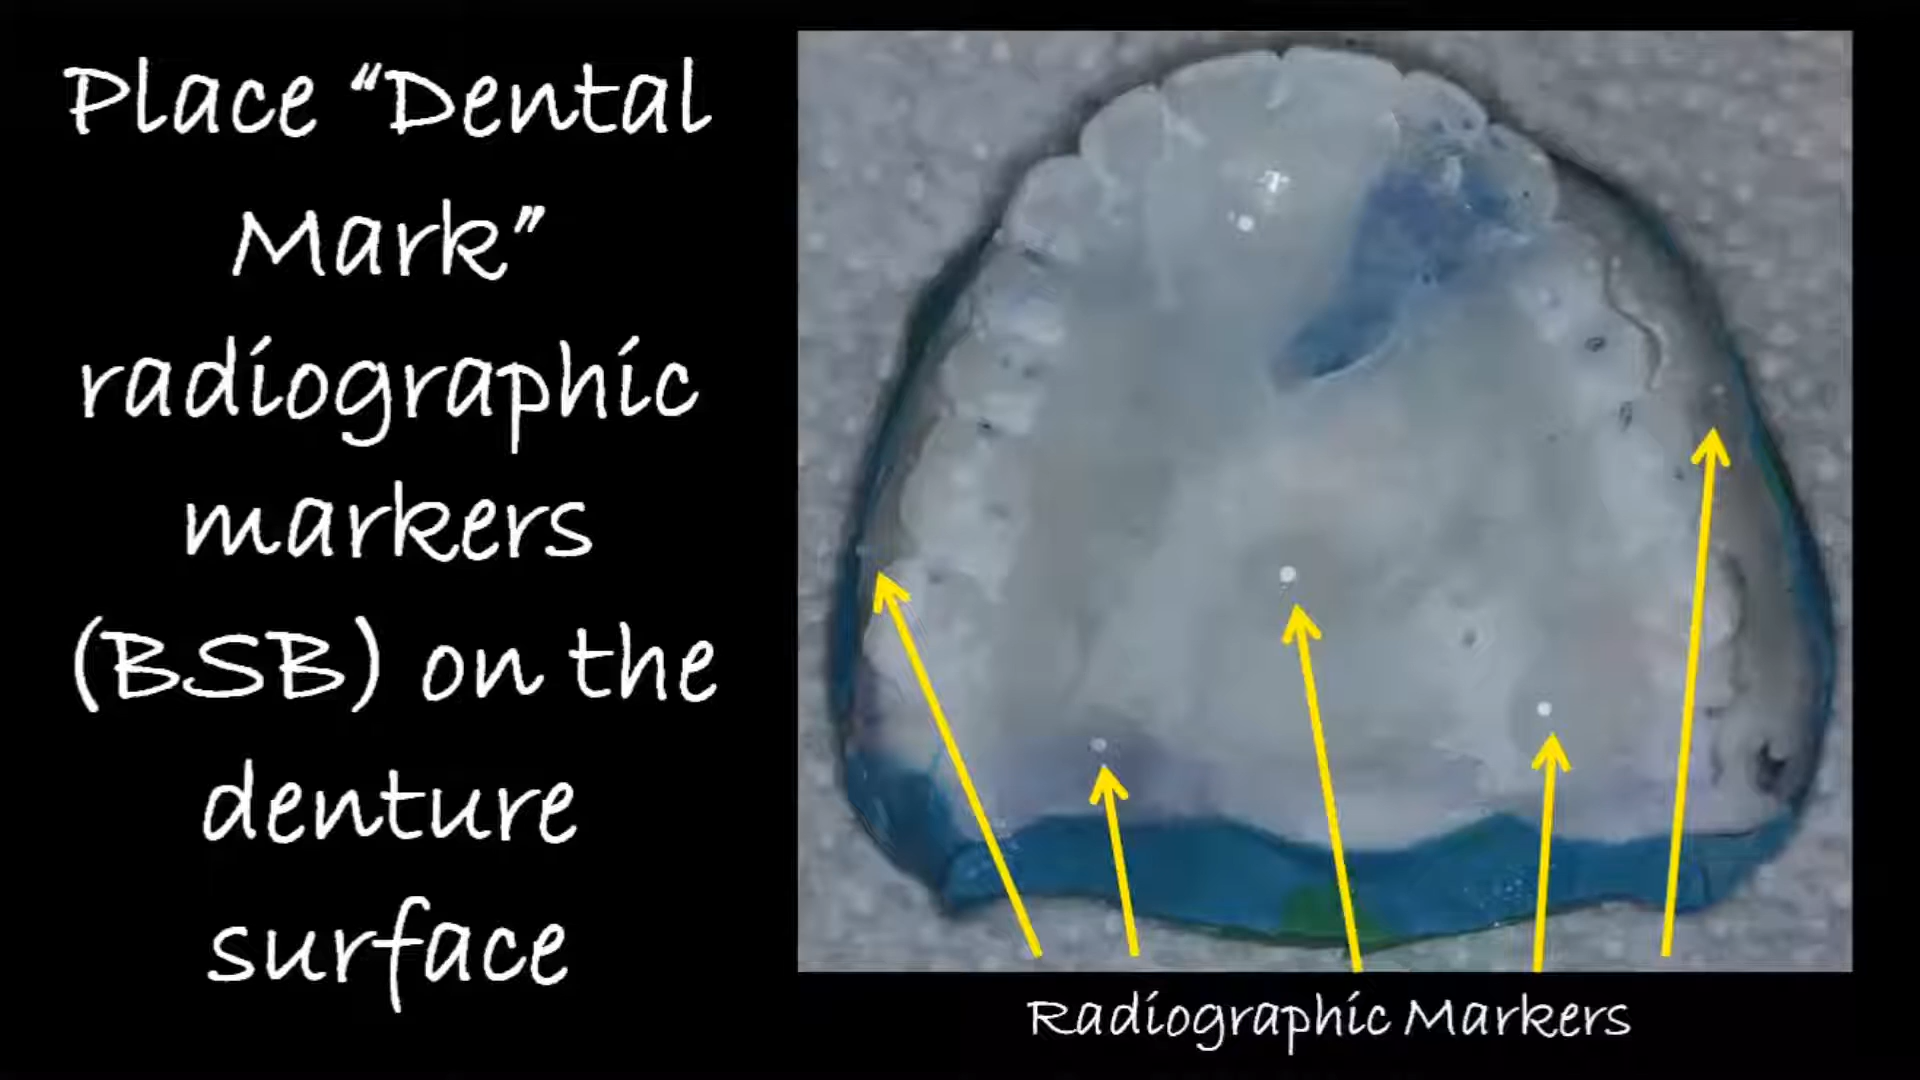 Place “Dental
Mark”
radiographic
markers
(BSB) on the
denture
surface
Radiographic Markers